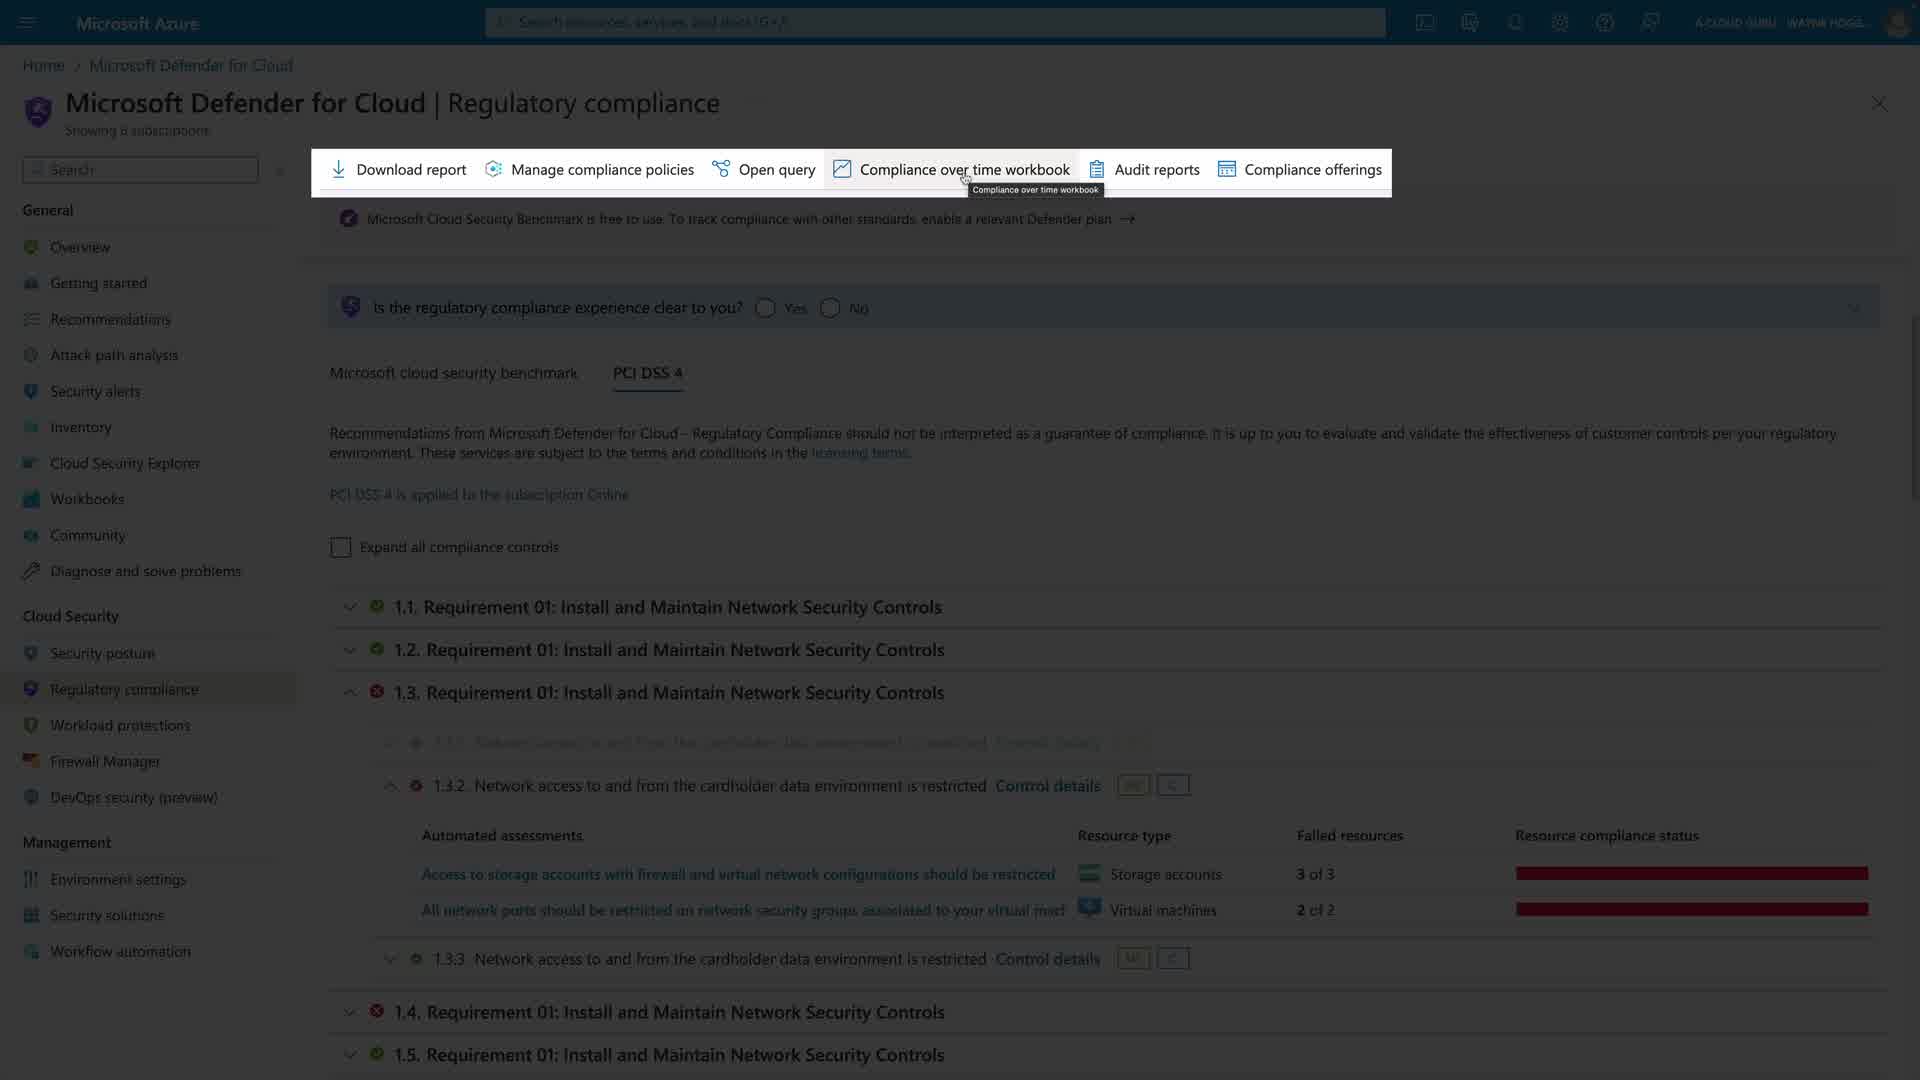 Microsoft Azure
Search resources, services, and docs (G+/)
A CLOUD GURU
Home > Microsoft Defender for Cloud
Microsoft Defender for Cloud | Regulatory compliance
Showing 8 subscriptions
Search
Download report
Manage compliance policies
Open query
Compliance over time workbook
Audit reports
Compliance offerings
Compliance over time workbook
Microsoft Cloud Security Benchmark is free to use. To track compliance with other standards, enable a relevant Defender plan →
Is the regulatory compliance experience clear to you? Yes No
General
Overview
Getting started
Recommendations
Attack path analysis
Security alerts
Inventory
Cloud Security Explorer
Workbooks
Community
Diagnose and solve problems
Cloud Security
Security posture
Regulatory compliance
Workload protections
Firewall Manager
DevOps security (preview)
Management
Environment settings
Security solutions
Workflow automation
Microsoft cloud security benchmark
PCI DSS 4
Recommendations from Microsoft Defender for Cloud - Regulatory Compliance should not be interpreted as a guarantee of compliance. It is up to you to evaluate and validate the effectiveness of customer controls per your regulatory
environment. These services are subject to the terms and conditions in the licensing terms.
PCI DSS 4 is applied to the subscription Online
Expand all compliance controls
1.1. Requirement 01: Install and Maintain Network Security Controls
1.2. Requirement 01: Install and Maintain Network Security Controls
1.3. Requirement 01: Install and Maintain Network Security Controls
1.3.2. Network access to and from the cardholder data environment is restricted Control details
Automated assessments
Resource type
Failed resources
Resource compliance status
Access to storage accounts with firewall and virtual network configurations should be restricted
Storage accounts
3 of 3
All network ports should be restricted on network security groups associated to your virtual mact
Virtual machines
2 of 2
1.3.3. Network access to and from the cardholder data environment is restricted Control details
1.4. Requirement 01: Install and Maintain Network Security Controls
1.5. Requirement 01: Install and Maintain Network Security Controls